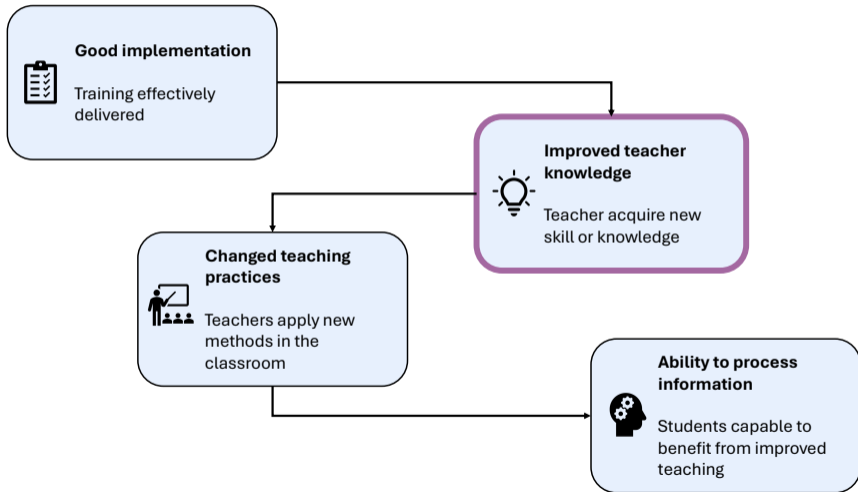 Good implementation
Training effectively
delivered
Improved teacher
knowledge
Teacher acquire new
skill or knowledge
Changed teaching
practices
Teachers apply new
methods in the
classroom
Ability to process
information
Students capable to
benefit from improved
teaching